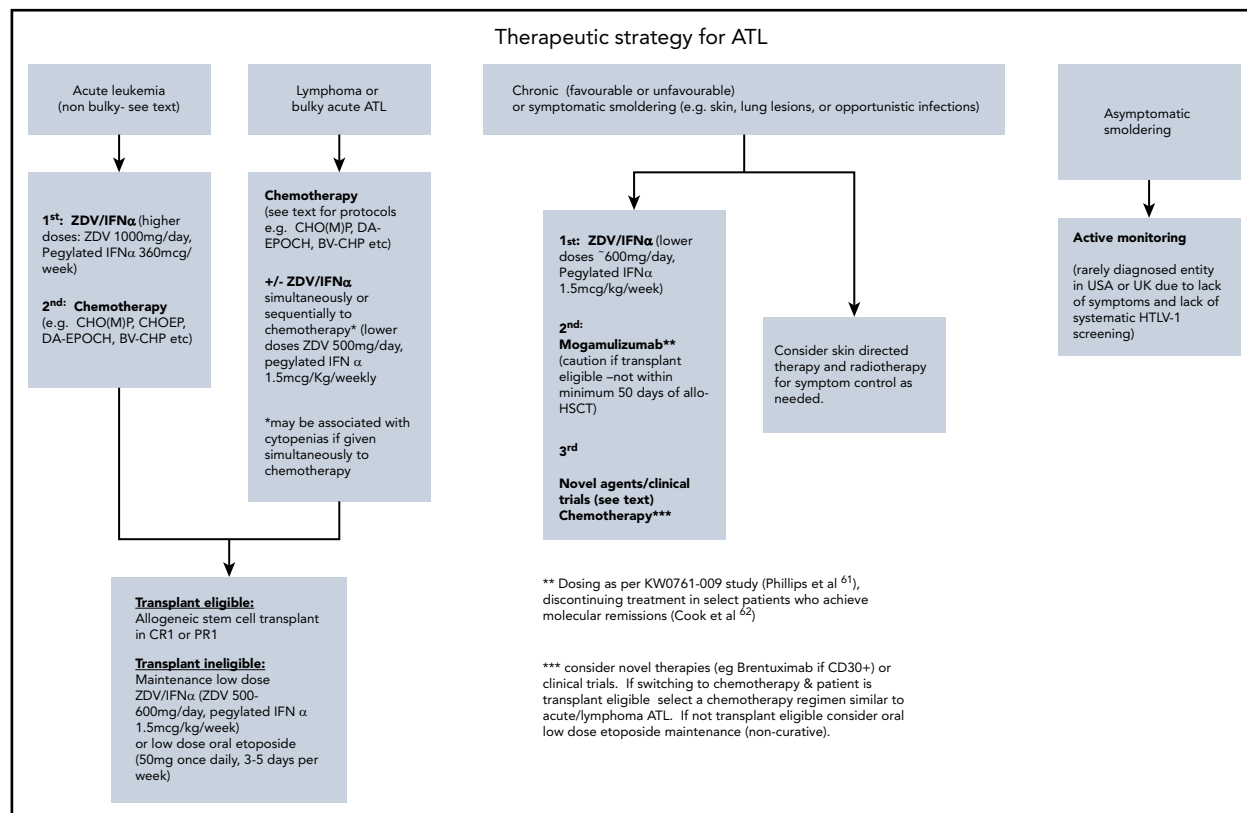 Therapeutic strategy for ATL
Acute leukemia
(non bulky- see text)
1st: ZDV/IFNα (higher
doses: ZDV 1000mg/day,
Pegylated IFNα 360mcg/
week)
2nd: Chemotherapy
(e.g. CHO(M)P, CHOEP,
DA-EPOCH, BV-CHP etc)
Lymphoma or
bulky acute ATL
Chemotherapy
(see text for protocols
e.g. CHO(M)P, DA-
EPOCH, BV-CHP etc)
+/- ZDV/IFNα
simultaneously or
sequentially to
chemotherapy* (lower
doses ZDV 500mg/day,
pegylated IFN α
1.5mcg/Kg/weekly
*may be associated with
cytopenias if given
simultaneously to
chemotherapy
Transplant eligible:
Allogeneic stem cell transplant
in CR1 or PR1
Transplant ineligible:
Maintenance low dose
ZDV/IFNα (ZDV 500-
600mg/day, pegylated IFN α
1.5mcg/kg/week)
or low dose oral etoposide
(50mg once daily, 3-5 days per
week)
Chronic (favourable or unfavourable)
or symptomatic smoldering (e.g. skin, lung lesions, or opportunistic infections)
1st: ZDV/IFNα (lower
doses ~600mg/day,
Pegylated IFNα
1.5mcg/kg/week)
2nd:
Mogamulizumab**
(caution if transplant
eligible –not within
minimum 50 days of allo-
HSCT)
3rd
Novel agents/clinical
trials (see text)
Chemotherapy***
Consider skin directed
therapy and radiotherapy
for symptom control as
needed.
** Dosing as per KW0761-009 study (Phillips et al 61),
discontinuing treatment in select patients who achieve
molecular remissions (Cook et al 62)
*** consider novel therapies (eg Brentuximab if CD30+) or
clinical trials. If switching to chemotherapy & patient is
transplant eligible select a chemotherapy regimen similar to
acute/lymphoma ATL. If not transplant eligible consider oral
low dose etoposide maintenance (non-curative).
Asymptomatic
smoldering
Active monitoring
(rarely diagnosed entity
in USA or UK due to lack
of symptoms and lack of
systematic HTLV-1
screening)